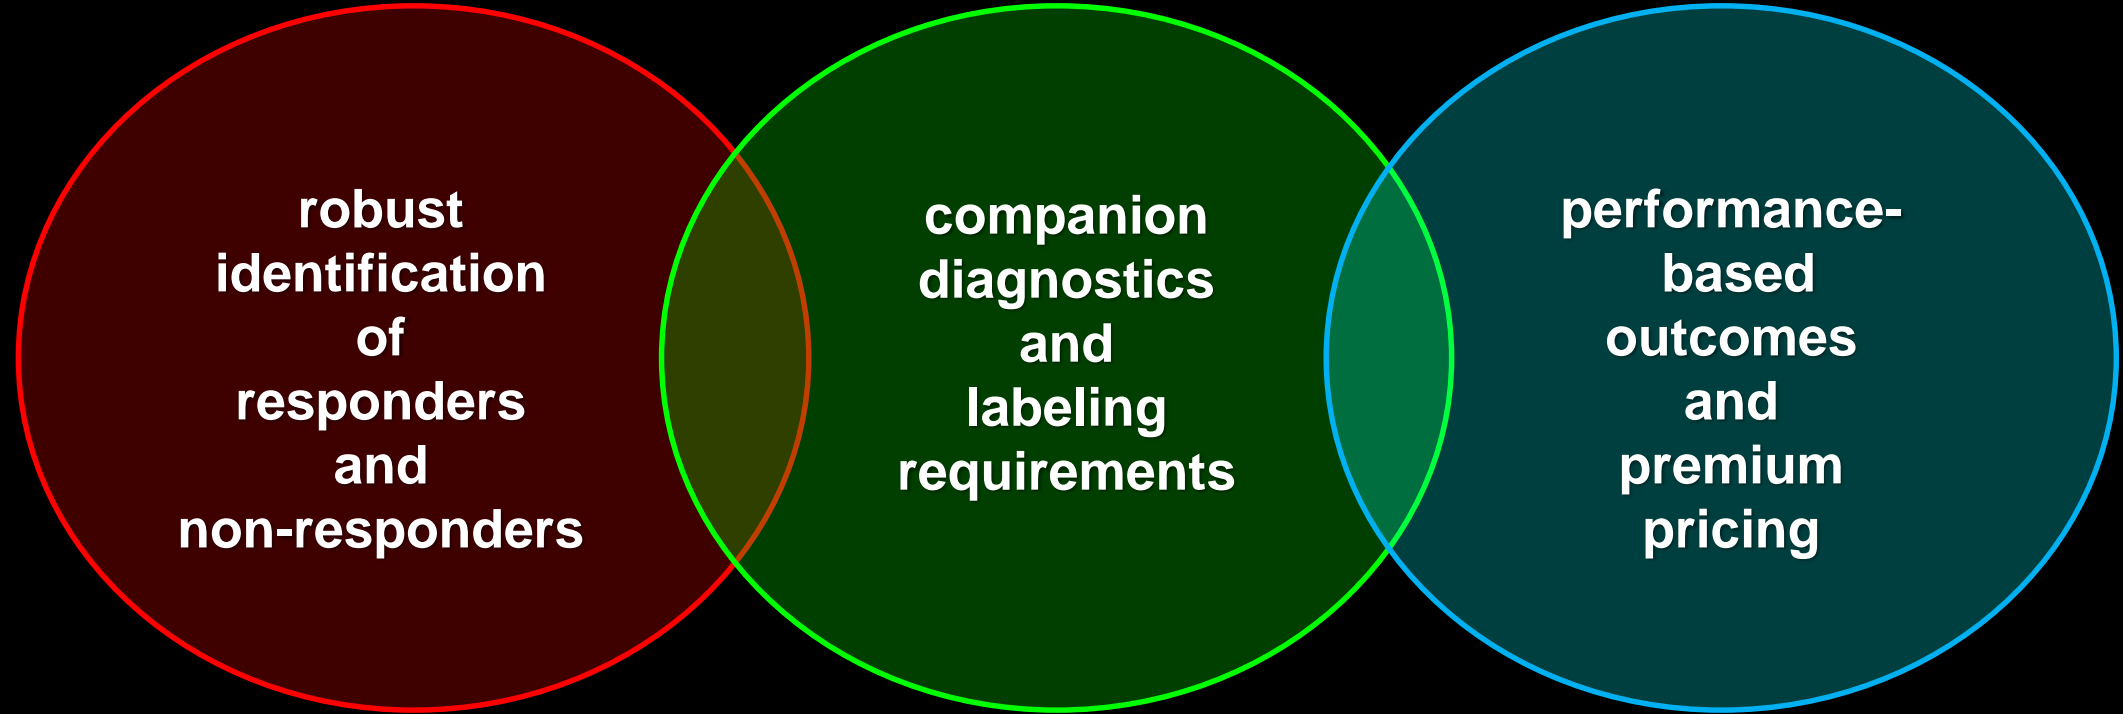 robust
identification
of
responders
and
non-responders
companion
diagnostics
and
labeling
requirements
performance-
based
outcomes
and
premium
pricing